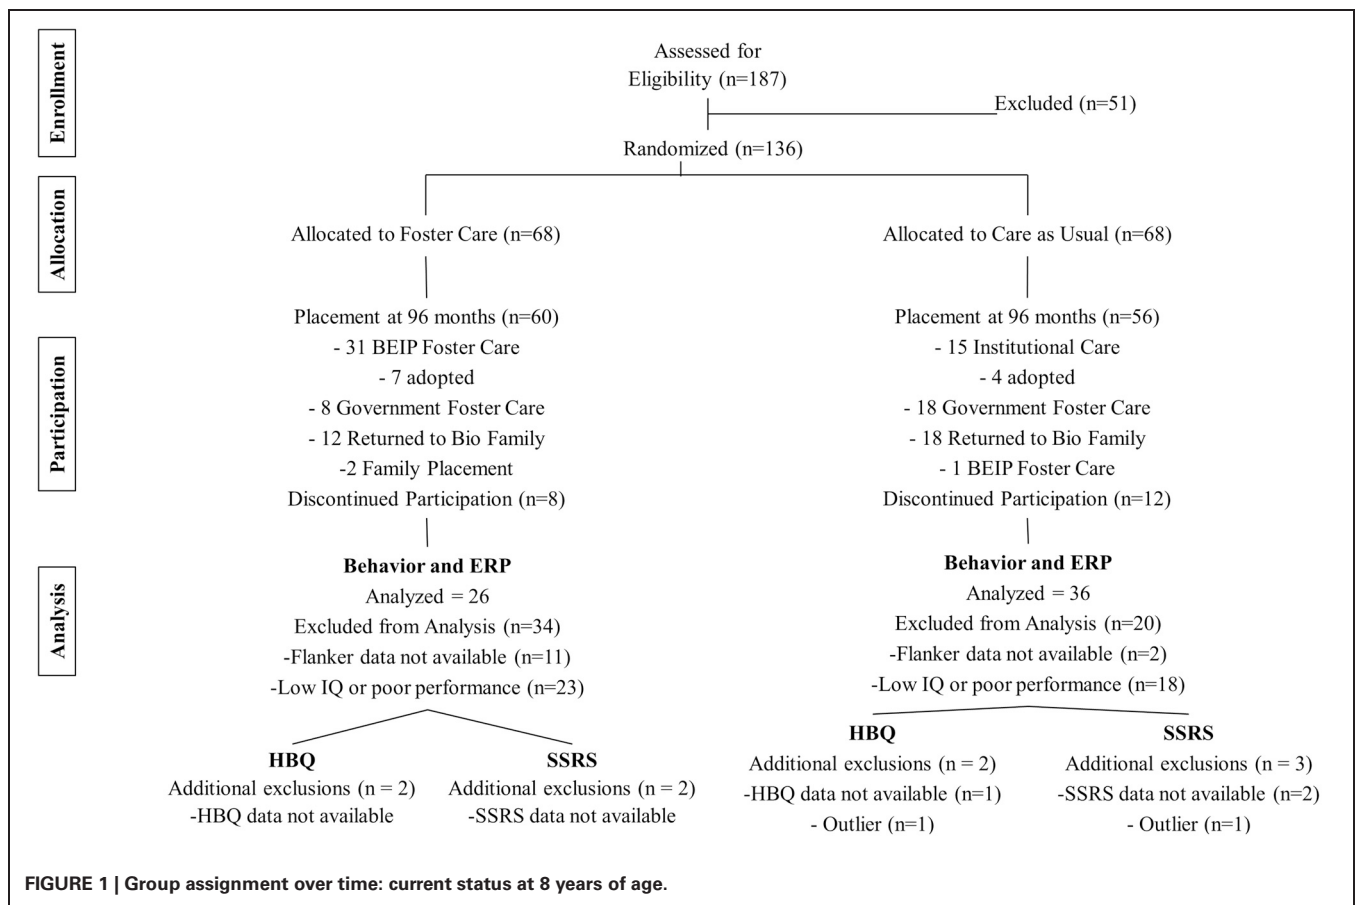 Enrollment
Assessed for
Eligibility (n=187)
Excluded (n=51)
Randomized (n=136)
Allocation
Allocated to Foster Care (n=68)
Allocated to Care as Usual (n=68)
Participation
Placement at 96 months (n=60)
- 31 BEIP Foster Care
- 7 adopted
- 8 Government Foster Care
- 12 Returned to Bio Family
-2 Family Placement
Discontinued Participation (n=8)
Placement at 96 months (n=56)
- 15 Institutional Care
- 4 adopted
- 18 Government Foster Care
- 18 Returned to Bio Family
- 1 BEIP Foster Care
Discontinued Participation (n=12)
Analysis
Behavior and ERP
Analyzed = 26
Excluded from Analysis (n=34)
-Flanker data not available (n=11)
-Low IQ or poor performance (n=23)
HBQ
Additional exclusions (n = 2)
-HBQ data not available
SSRS
Additional exclusions (n = 2)
-SSRS data not available
Behavior and ERP
Analyzed = 36
Excluded from Analysis (n=20)
-Flanker data not available (n=2)
-Low IQ or poor performance (n=18)
HBQ
Additional exclusions (n = 2)
-HBQ data not available (n=1)
- Outlier (n=1)
SSRS
Additional exclusions (n = 3)
-SSRS data not available (n=2)
- Outlier (n=1)
FIGURE 1 | Group assignment over time: current status at 8 years of age.